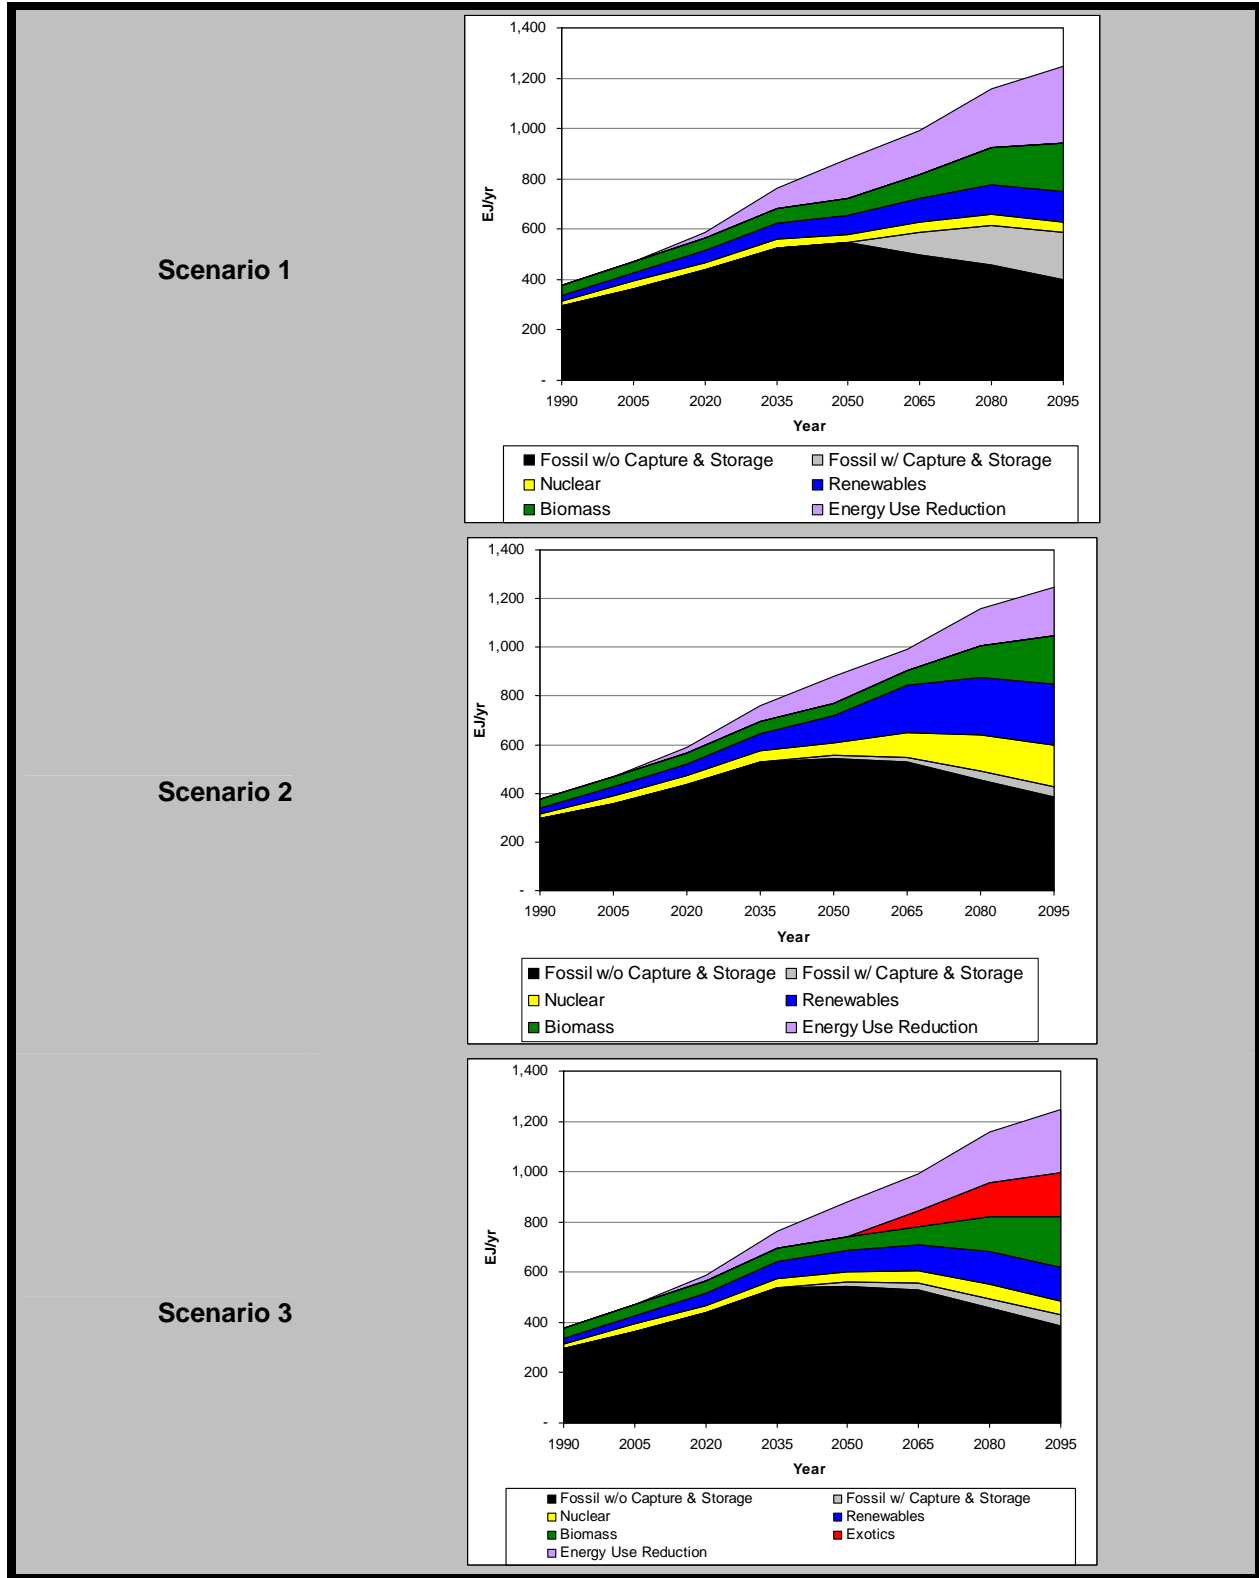 Scenario 1
1,400
1,200
1,000
800
600
400
200
-
EJ/yr
1990 2005 2020 2035 2050 2065 2080 2095
Year
Fossil w/o Capture & Storage Fossil w/ Capture & Storage
Nuclear Renewables
Biomass Energy Use Reduction
Scenario 2
1,400
1,200
1,000
800
600
400
200
-
EJ/yr
1990 2005 2020 2035 2050 2065 2080 2095
Year
Fossil w/o Capture & Storage Fossil w/ Capture & Storage
Nuclear Renewables
Biomass Energy Use Reduction
Scenario 3
1,400
1,200
1,000
800
600
400
200
-
EJ/yr
1990 2005 2020 2035 2050 2065 2080 2095
Year
Fossil w/o Capture & Storage Fossil w/ Capture & Storage
Nuclear Renewables
Biomass Exotics
Energy Use Reduction